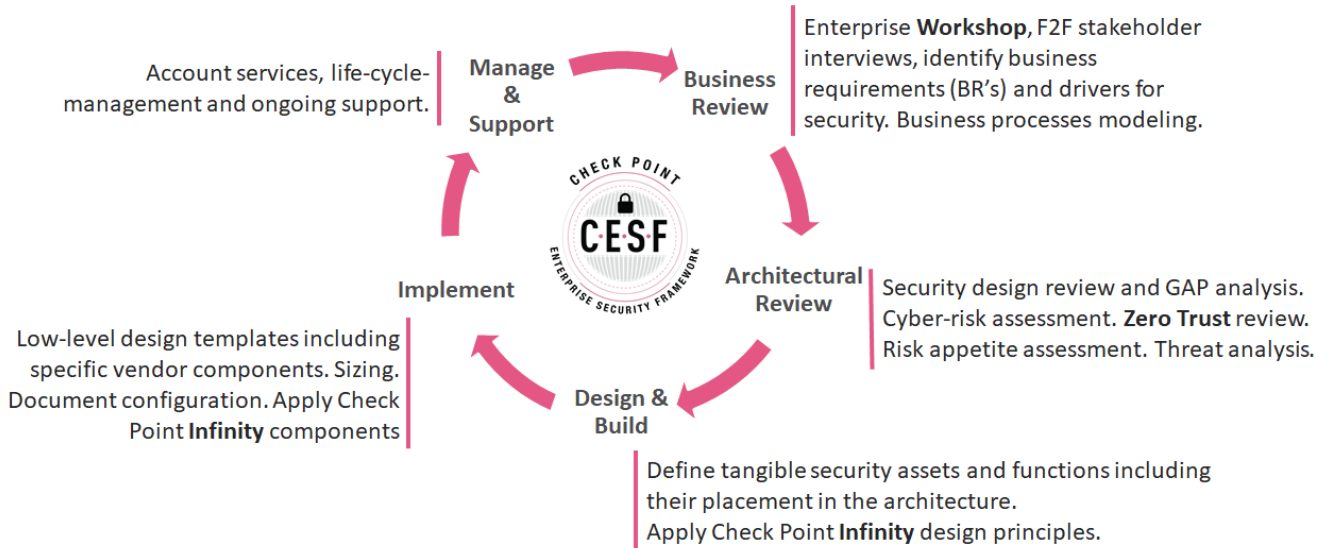 Manage
&
Support
Account services, life-cycle-
management and ongoing support.
Business
Review
Enterprise Workshop, F2F stakeholder
interviews, identify business
requirements (BR's) and drivers for
security. Business processes modeling.
CHECK POINT
C·E·S·F
ENTERPRISE SECURITY FRAMEWORK
Architectural
Review
Security design review and GAP analysis.
Cyber-risk assessment. Zero Trust review.
Risk appetite assessment. Threat analysis.
Design &
Build
Define tangible security assets and functions including
their placement in the architecture.
Apply Check Point Infinity design principles.
Implement
Low-level design templates including
specific vendor components. Sizing.
Document configuration. Apply Check
Point Infinity components